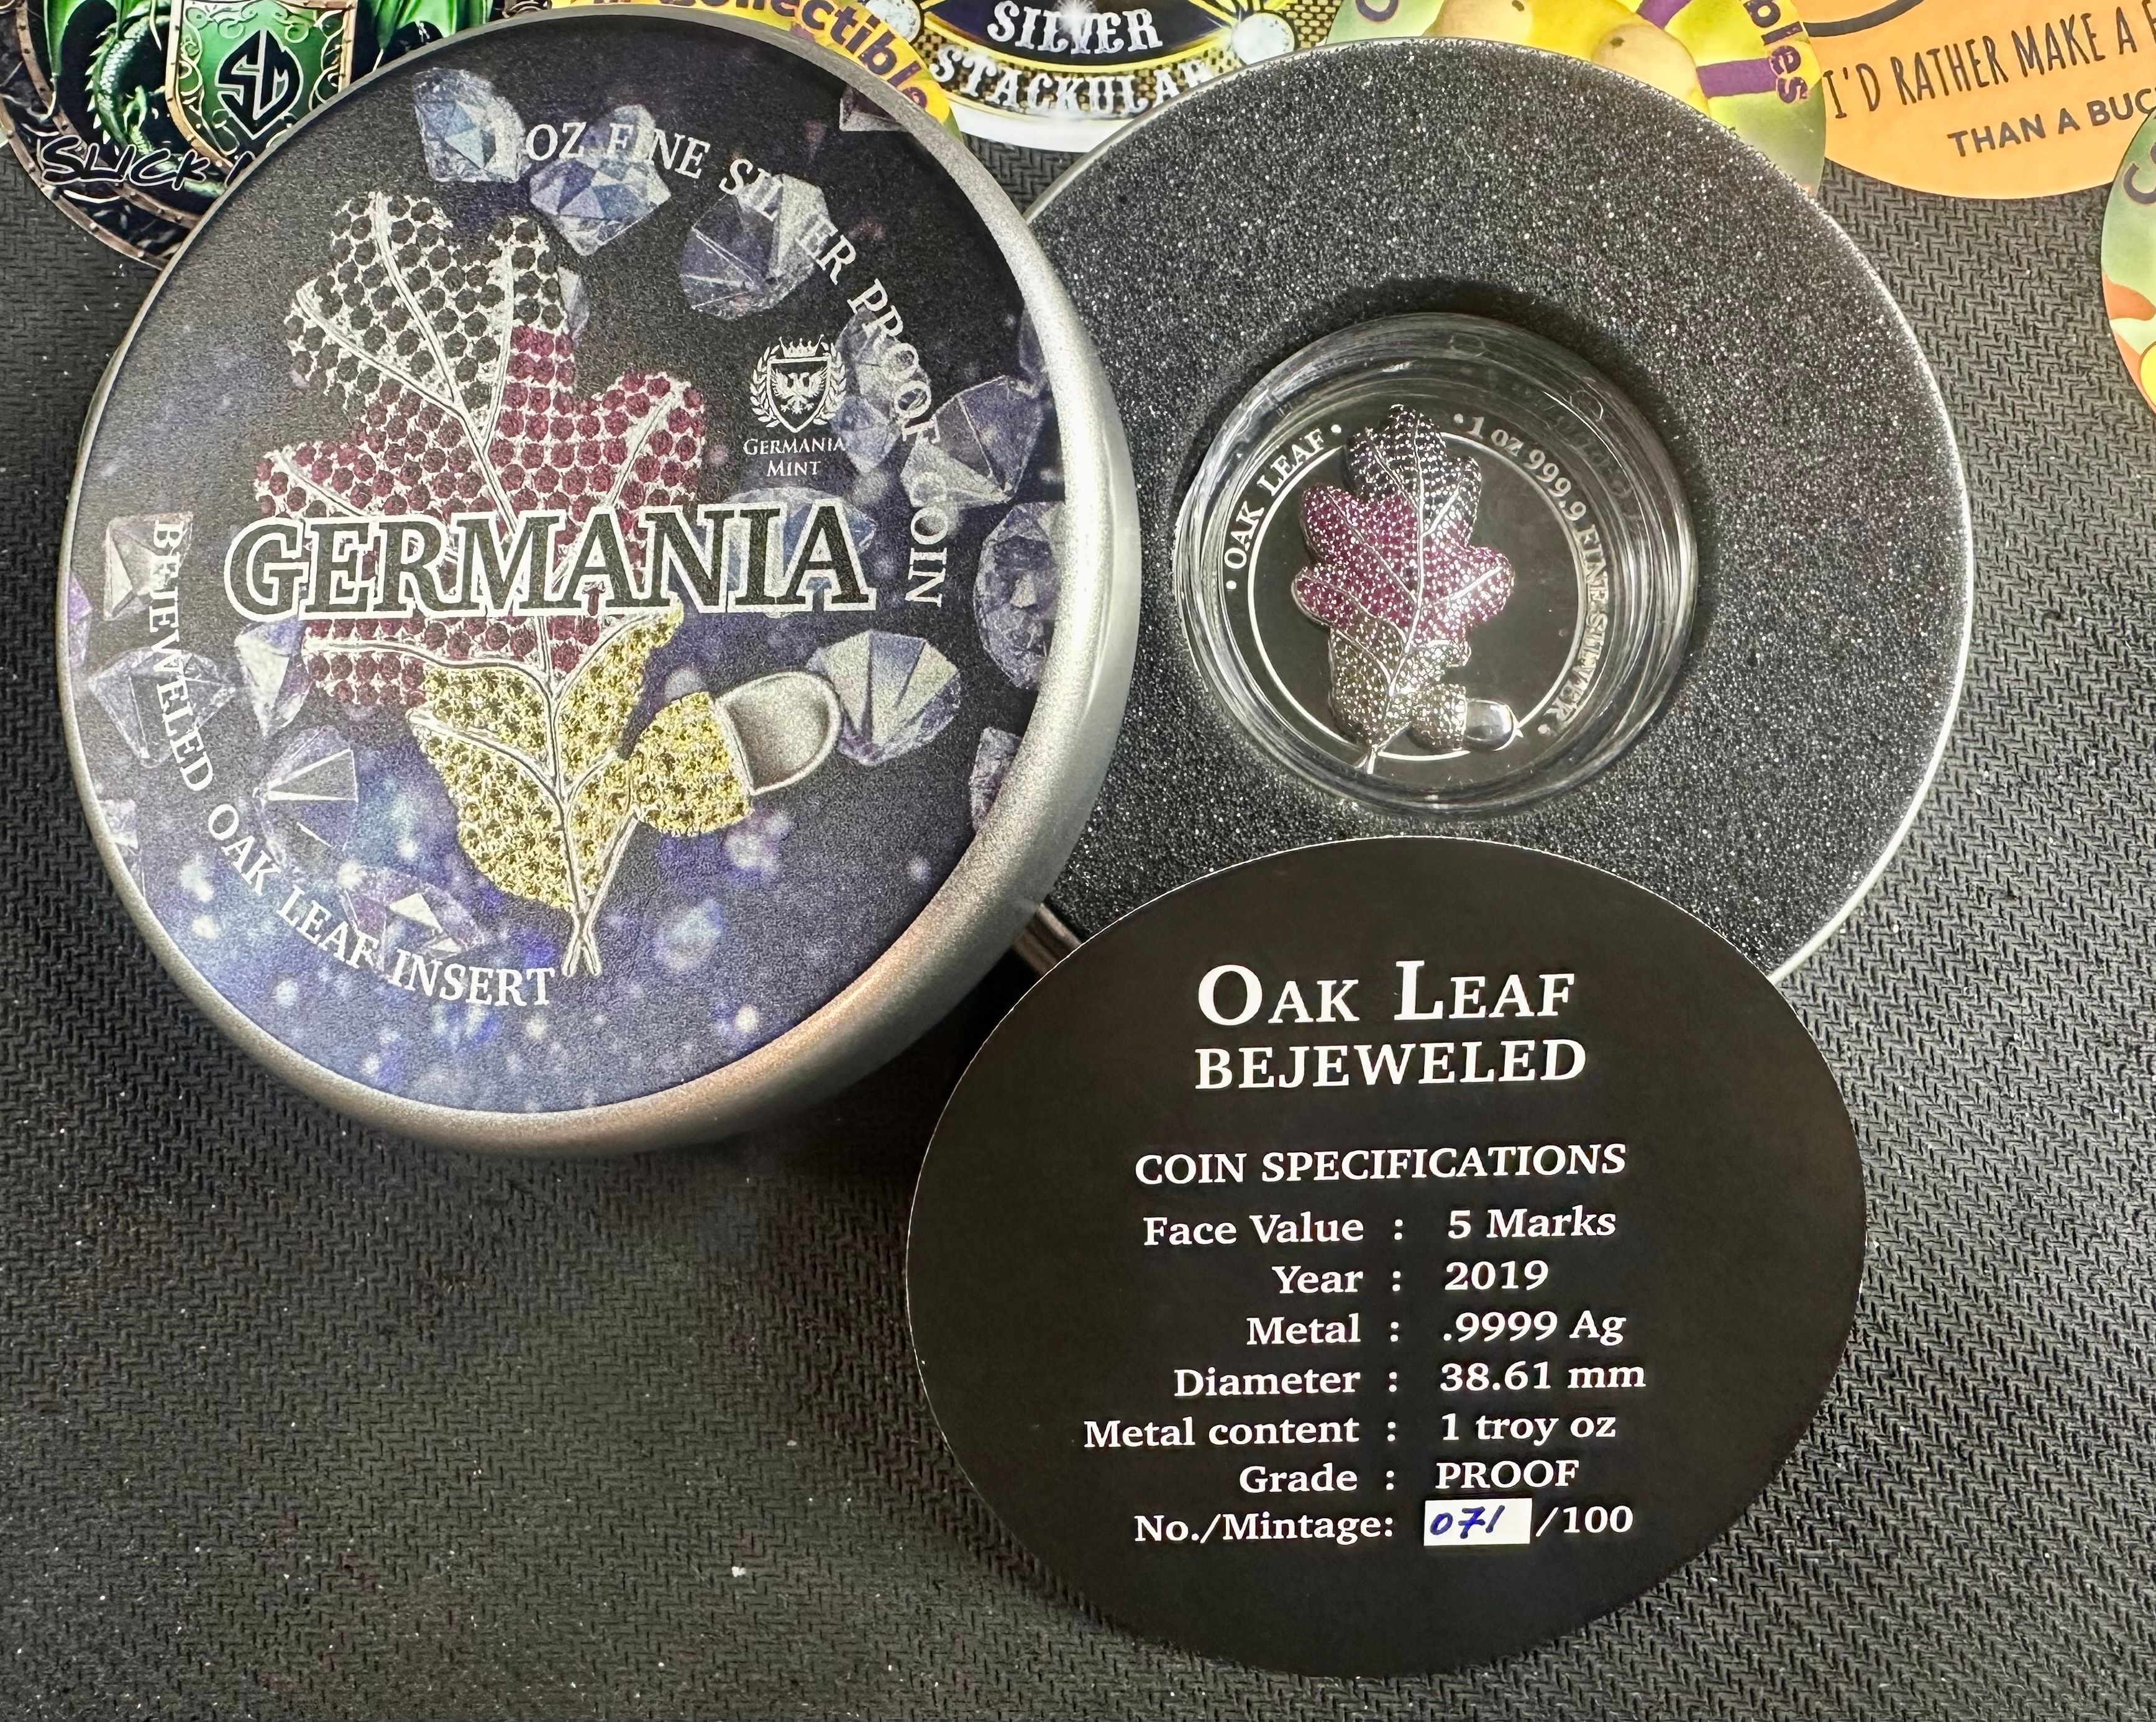 SM
SLICK
SILVER
STACKULAR
I'D RATHER MAKE A
THAN A BUC
OZ FINE SILVER PROOF COIN
GERMANIA
MINT
GERMANIA
BEJEWELED OAK LEAF INSERT
• OAK LEAF •
• 1 oz 999.9 FINE SILVER •
OAK LEAF
BEJEWELED
COIN SPECIFICATIONS
Face Value : 5 Marks
Year : 2019
Metal : .9999 Ag
Diameter : 38.61 mm
Metal content : 1 troy oz
Grade : PROOF
No./Mintage: 071 /100